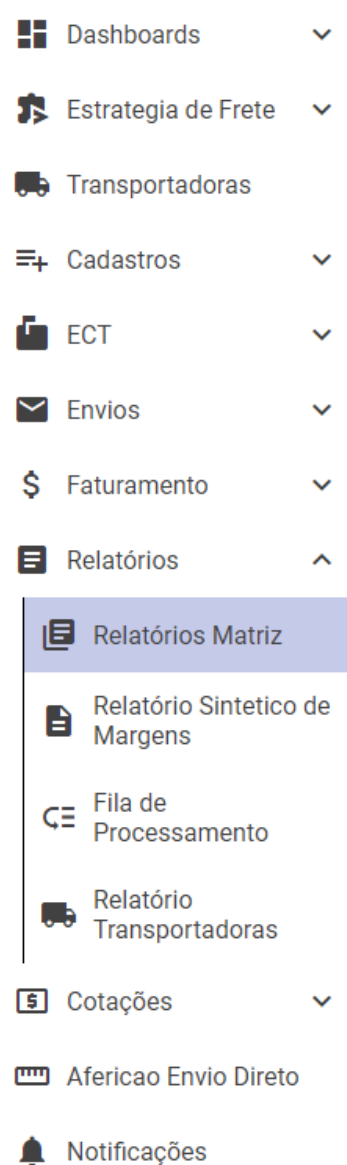 Dashboards
Estrategia de Frete
Transportadoras
Cadastros
ECT
Envios
Faturamento
Relatórios
Relatórios Matriz
Relatório Sintetico de
Margens
Fila de
Processamento
Relatório
Transportadoras
Cotações
Afericao Envio Direto
Notificações